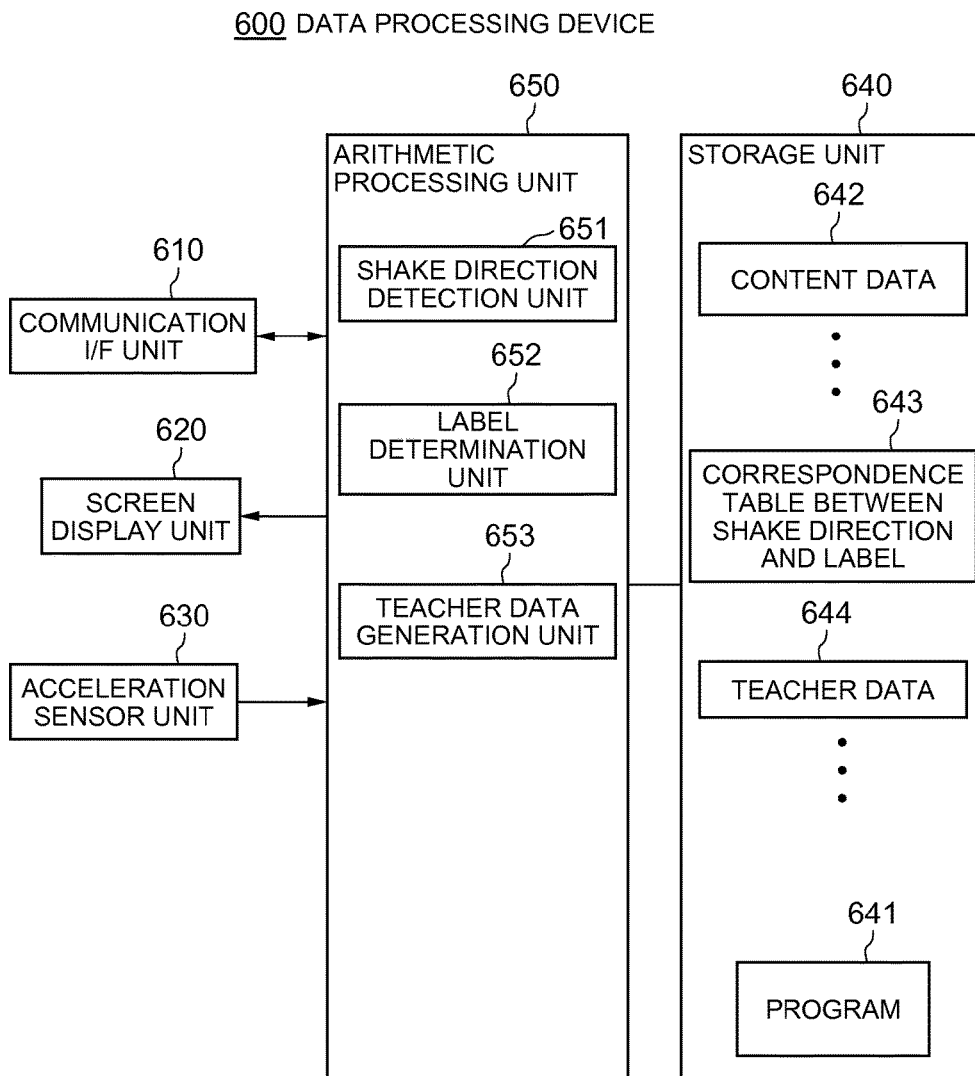 600 DATA PROCESSING DEVICE
650
ARITHMETIC
PROCESSING UNIT
651
SHAKE DIRECTION
DETECTION UNIT
652
LABEL
DETERMINATION
UNIT
653
TEACHER DATA
GENERATION UNIT
610
COMMUNICATION
I/F UNIT
620
SCREEN
DISPLAY UNIT
630
ACCELERATION
SENSOR UNIT
640
STORAGE UNIT
642
CONTENT DATA
643
CORRESPONDENCE
TABLE BETWEEN
SHAKE DIRECTION
AND LABEL
644
TEACHER DATA
641
PROGRAM